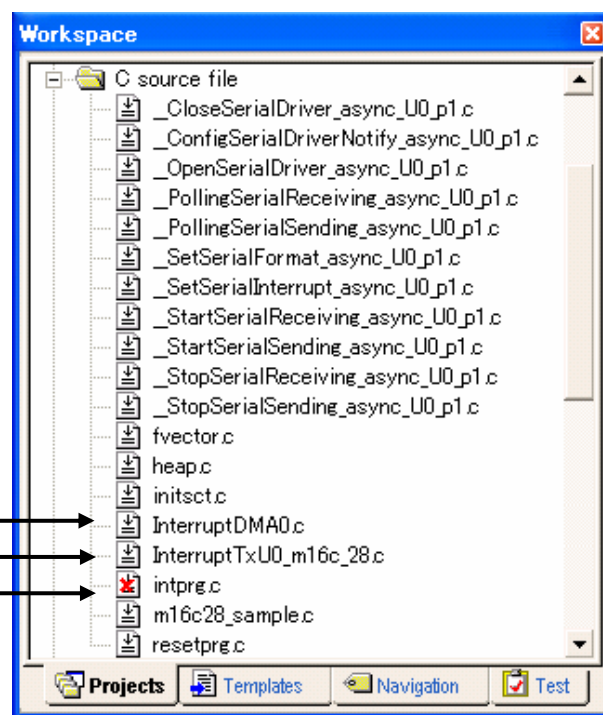 Workspace
C source file
_CloseSerialDriver_async_U0_p1.c
_ConfigSerialDriverNotify_async_U0_p1.c
_OpenSerialDriver_async_U0_p1.c
_PollingSerialReceiving_async_U0_p1.c
_PollingSerialSending_async_U0_p1.c
_SetSerialFormat_async_U0_p1.c
_SetSerialInterrupt_async_U0_p1.c
_StartSerialReceiving_async_U0_p1.c
_StartSerialSending_async_U0_p1.c
_StopSerialReceiving_async_U0_p1.c
_StopSerialSending_async_U0_p1.c
fvector.c
heap.c
initsct.c
InterruptDMA0.c
InterruptTxU0_m16c_28.c
intprg.c
m16c28_sample.c
resetprg.c
Projects Templates Navigation Test